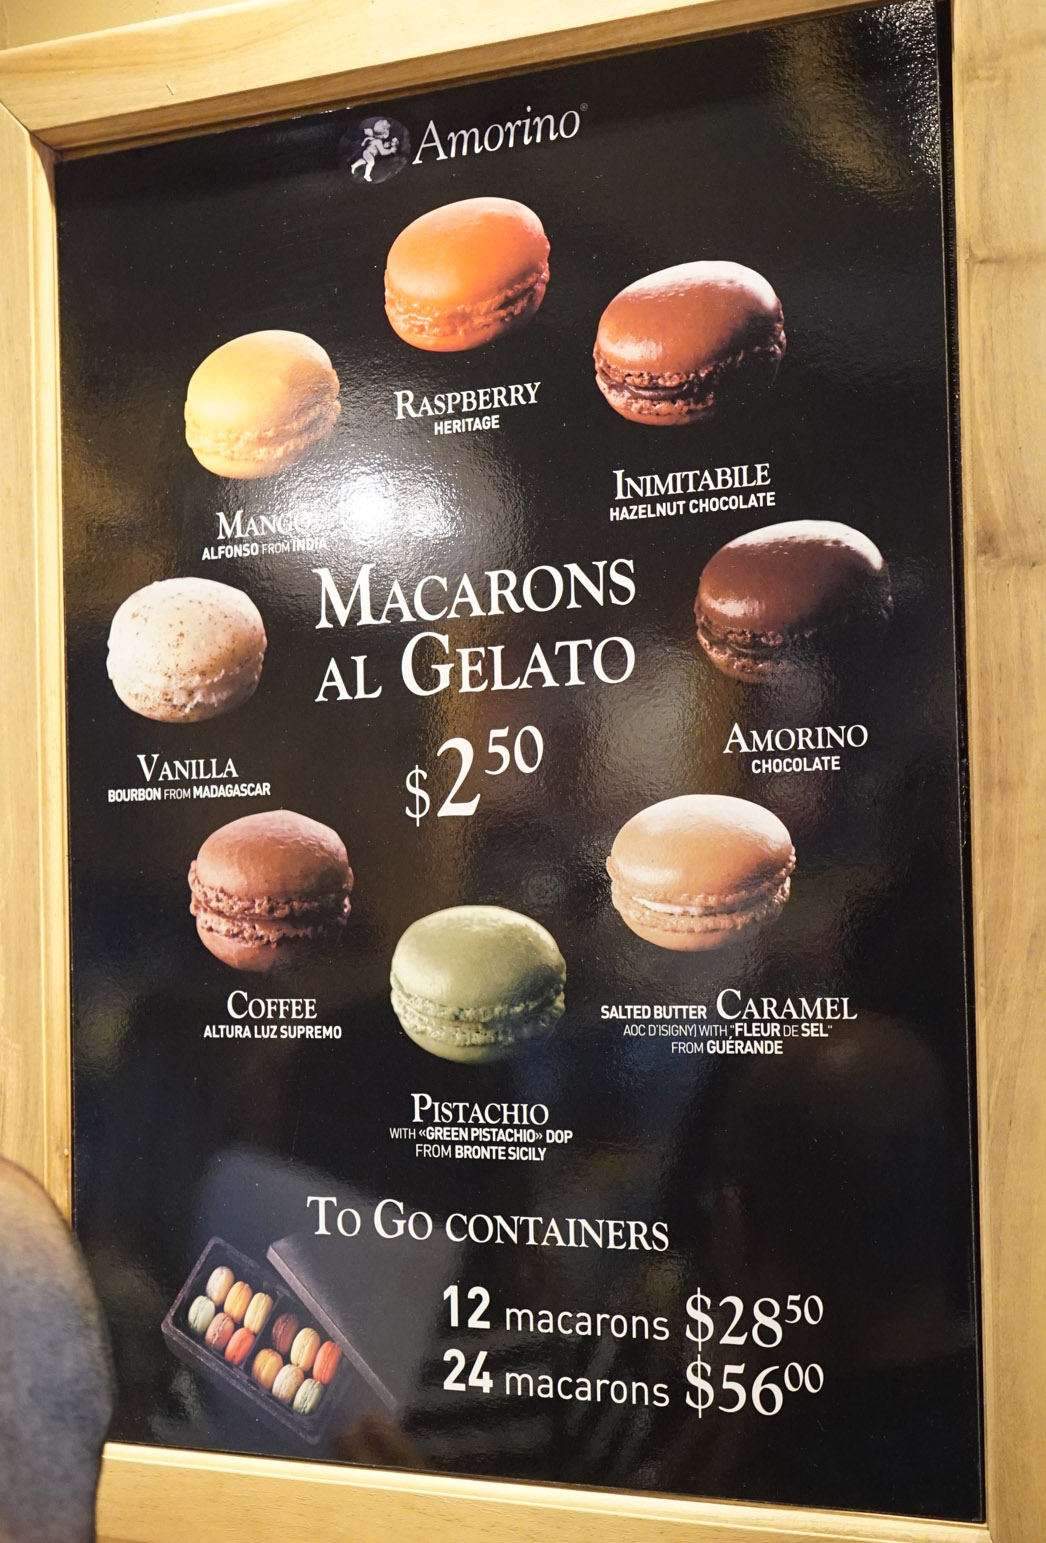 Amorino®
RASPBERRY
HERITAGE
INIMITABILE
HAZELNUT CHOCOLATE
MANGO
ALFONSO FROM INDIA
MACARONS
AL GELATO
$2.50
AMORINO
CHOCOLATE
VANILLA
BOURBON FROM MADAGASCAR
COFFEE
ALTURA LUZ SUPREMO
SALTED BUTTER CARAMEL
AOC D'ISIGNY) WITH "FLEUR DE SEL"
FROM GUÉRANDE
PISTACHIO
WITH «GREEN PISTACHIO» DOP
FROM BRONTE SICILY
TO GO CONTAINERS
12 macarons $28 50
24 macarons $56 00